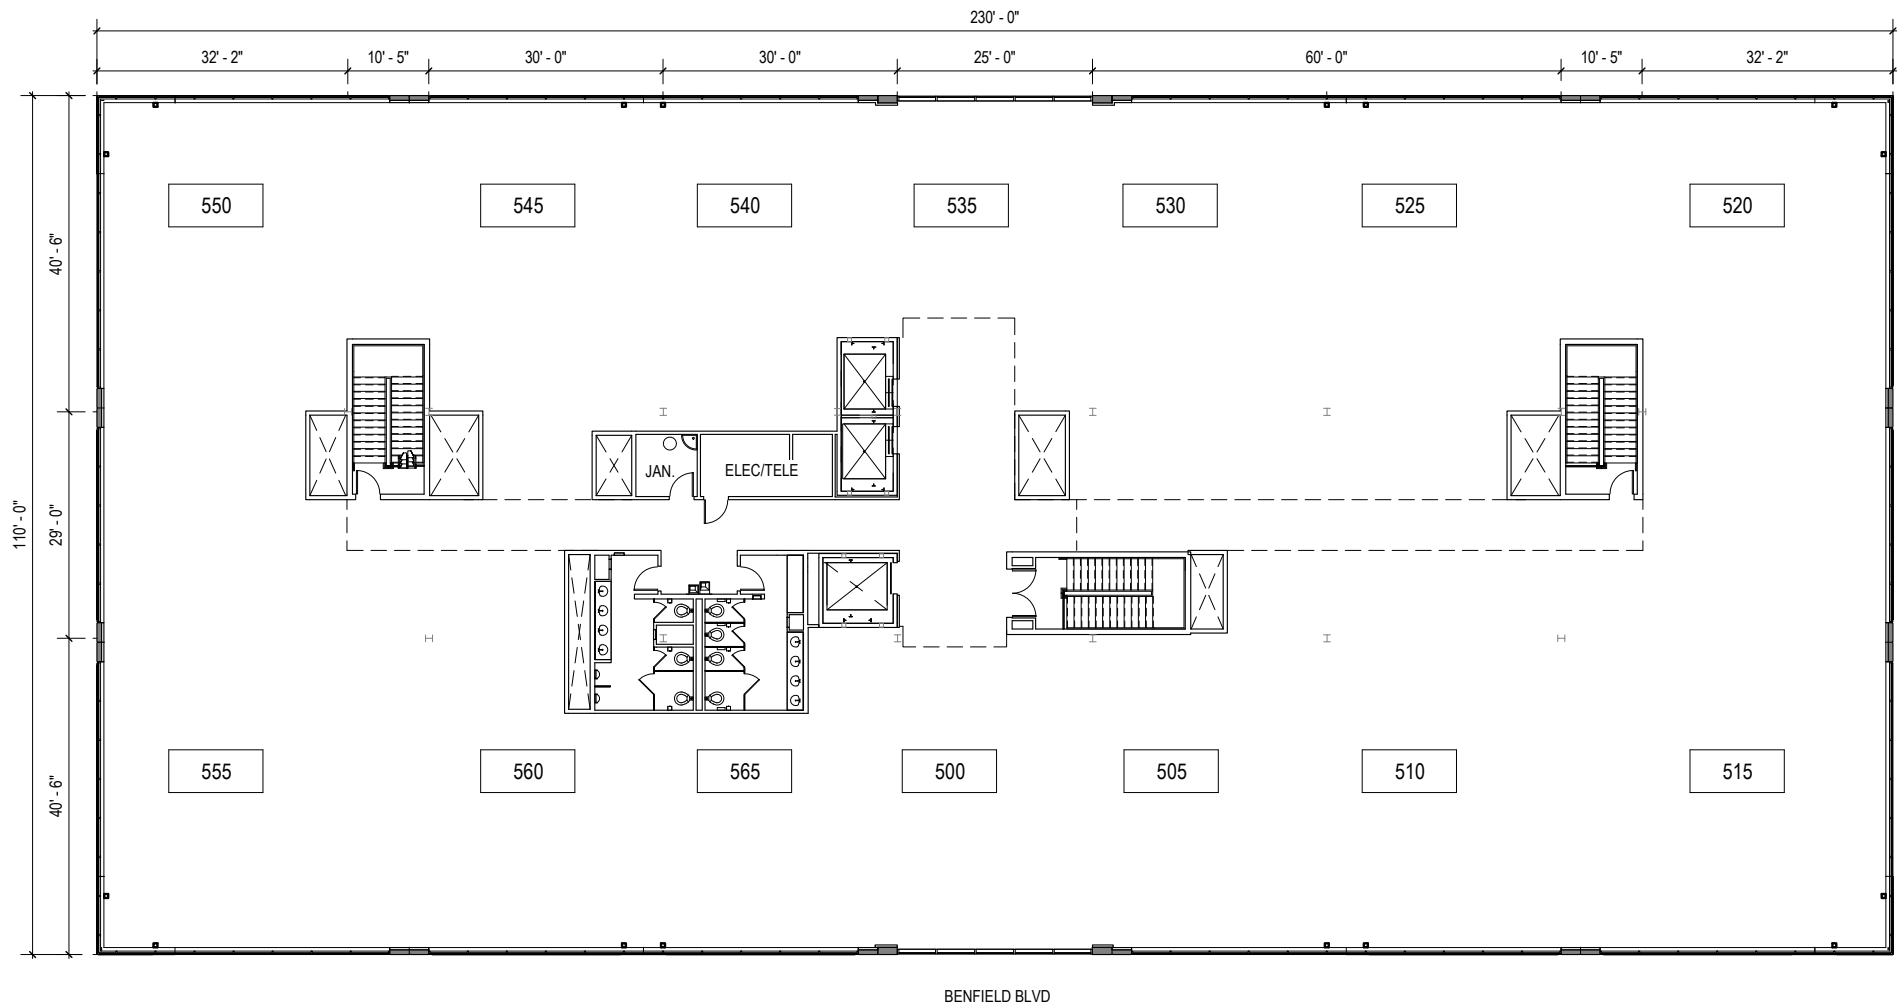 230' - 0"
32' - 2"
10' - 5"
30' - 0"
30' - 0"
25' - 0"
60' - 0"
10' - 5"
32' - 2"
550
545
540
535
530
525
520
40' - 6"
JAN.
ELEC/TELE
110' - 0"
29' - 0"
555
560
565
500
505
510
515
40' - 6"
BENFIELD BLVD